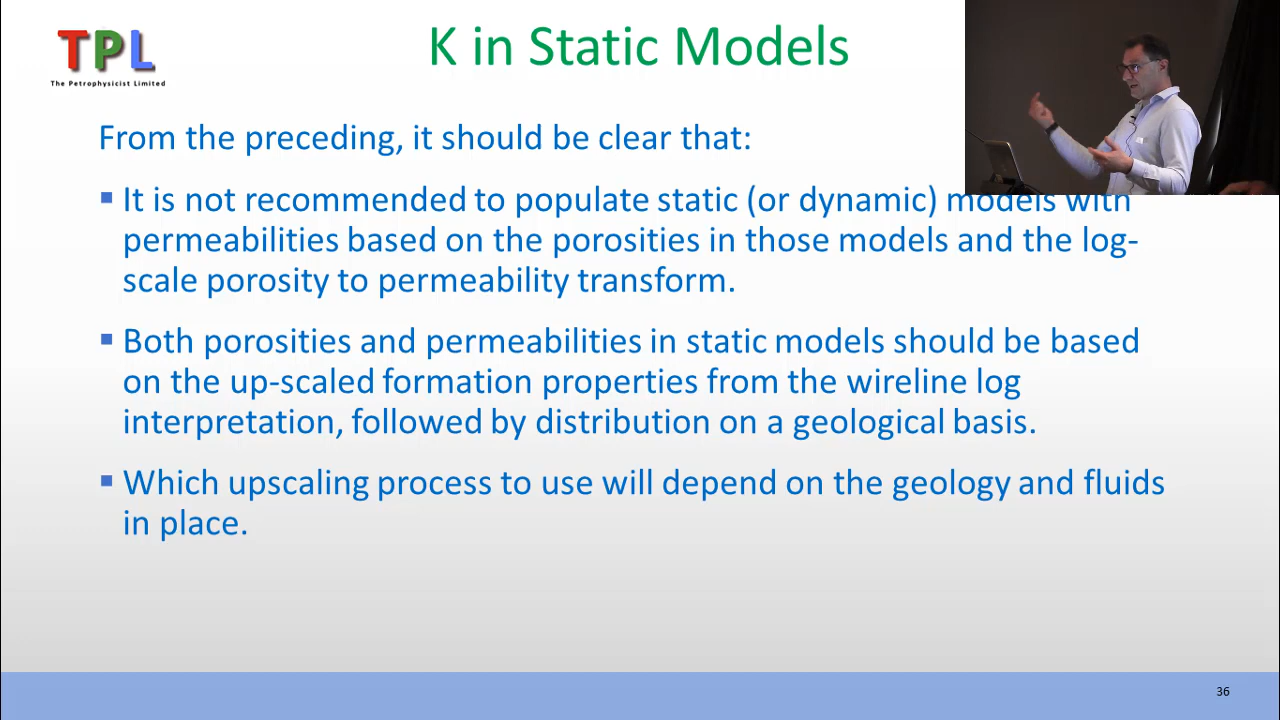 TPL
The Petrophysicist Limited
K in Static Models
From the preceding, it should be clear that:
▪ It is not recommended to populate static (or dynamic) models with
permeabilities based on the porosities in those models and the log-
scale porosity to permeability transform.
▪ Both porosities and permeabilities in static models should be based
on the up-scaled formation properties from the wireline log
interpretation, followed by distribution on a geological basis.
▪ Which upscaling process to use will depend on the geology and fluids
in place.
36